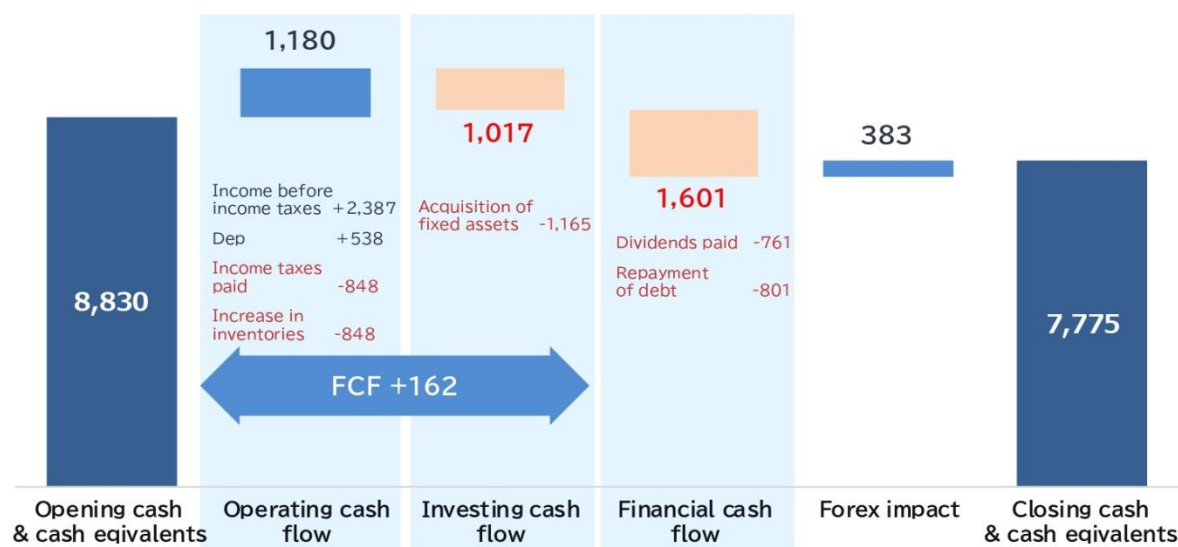 1,180
1,017
383
1,601
Income before
income taxes +2,387
Dep +538
Income taxes
paid -848
Increase in
inventories -848
Acquisition of
fixed assets -1,165
Dividends paid -761
Repayment
of debt -801
8,830
7,775
FCF +162
Opening cash
& cash eqivalents
Operating cash
flow
Investing cash
flow
Financial cash
flow
Forex impact
Closing cash
& cash eqivalents